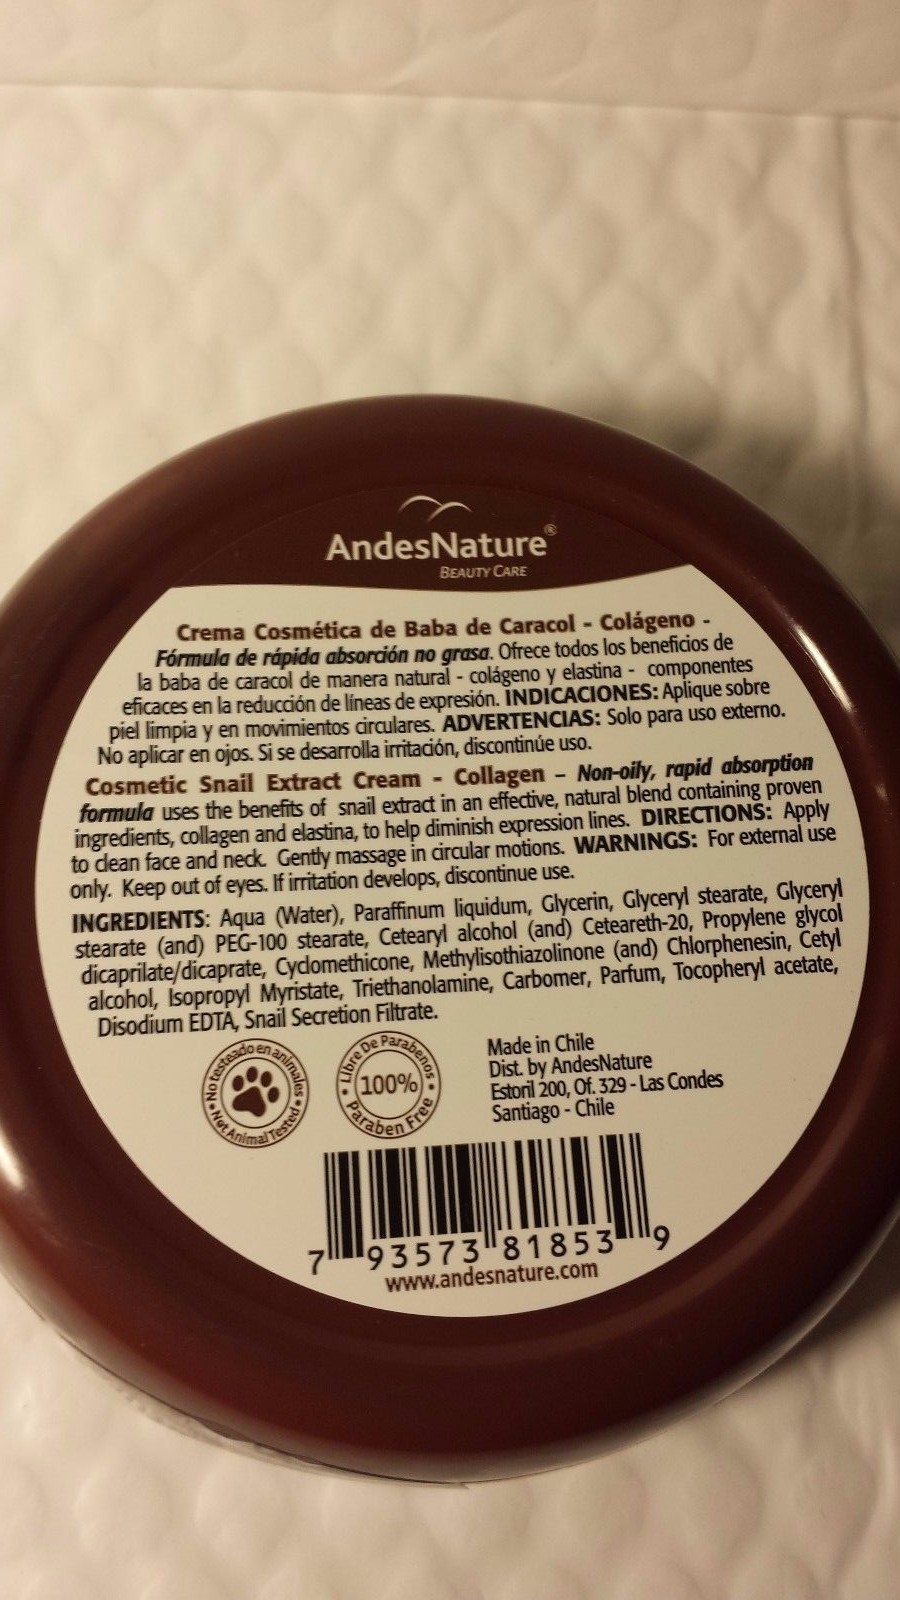 AndesNature®
BEAUTY CARE
Crema Cosmética de Baba de Caracol - Colágeno -
Fórmula de rápida absorción no grasa. Ofrece todos los beneficios de
la baba de caracol de manera natural - colágeno y elastina - componentes
eficaces en la reducción de líneas de expresión. INDICACIONES: Aplique sobre
piel limpia y en movimientos circulares. ADVERTENCIAS: Solo para uso externo.
No aplicar en ojos. Si se desarrolla irritación, discontinúe uso.
Cosmetic Snail Extract Cream - Collagen – Non-oily, rapid absorption
formula uses the benefits of snail extract in an effective, natural blend containing proven
ingredients, collagen and elastina, to help diminish expression lines. DIRECTIONS: Apply
to clean face and neck. Gently massage in circular motions. WARNINGS: For external use
only. Keep out of eyes. If irritation develops, discontinue use.
INGREDIENTS: Aqua (Water), Paraffinum liquidum, Glycerin, Glyceryl stearate, Glyceryl
stearate (and) PEG-100 stearate, Cetearyl alcohol (and) Ceteareth-20, Propylene glycol
dicaprilate/dicaprate, Cyclomethicone, Methylisothiazolinone (and) Chlorphenesin, Cetyl
alcohol, Isopropyl Myristate, Triethanolamine, Carbomer, Parfum, Tocopheryl acetate,
Disodium EDTA, Snail Secretion Filtrate.
No testeado en animales
Not Animal Tested
Libre De Parabenos
100%
Paraben Free
Made in Chile
Dist. by AndesNature
Estoril 200, Of. 329 - Las Condes
Santiago - Chile
7 93573 81853 9
www.andesnature.com